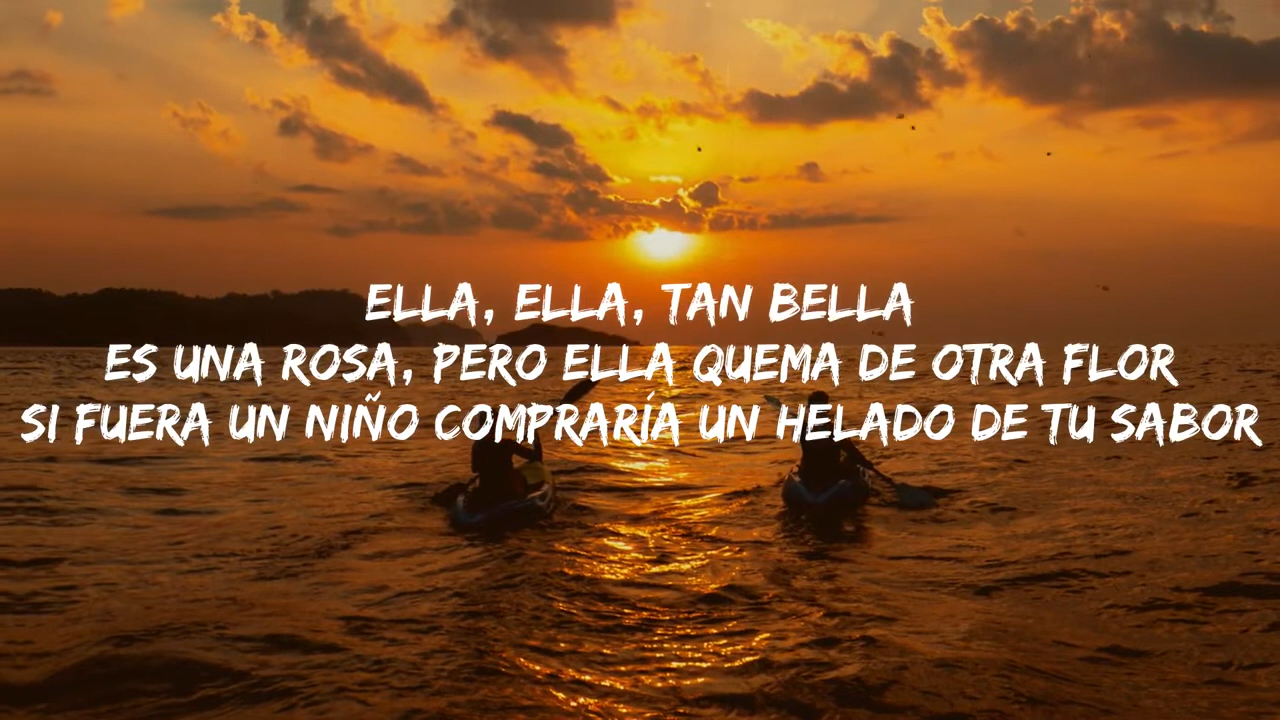 ELLA, ELLA, TAN BELLA
ES UNA ROSA, PERO ELLA QUEMA DE OTRA FLOR
SI FUERA UN NIÑO COMPRARÍA UN HELADO DE TU SABOR